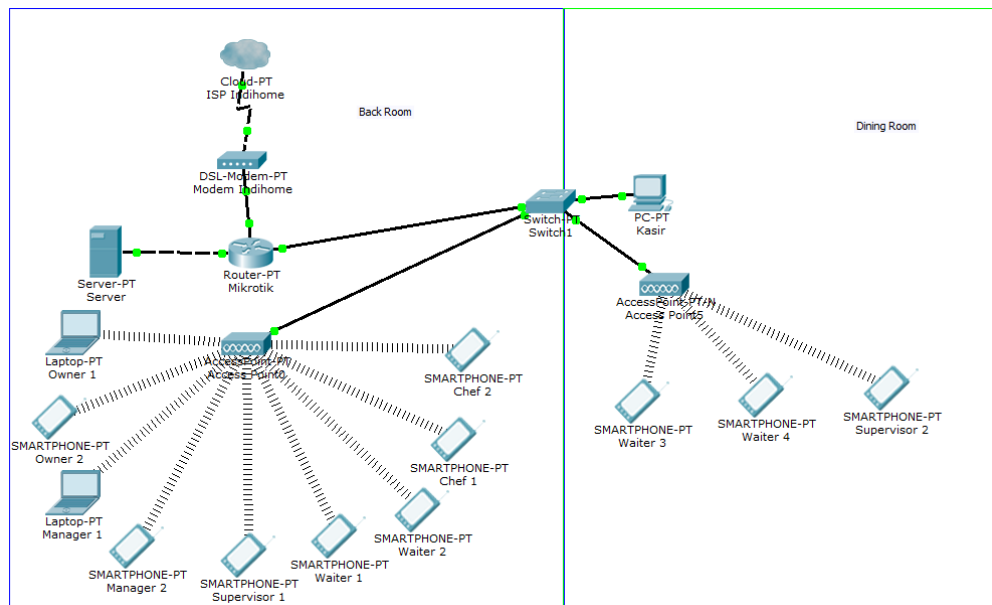 Cloud-PT
ISP Indihome
Back Room
Dining Room
DSL-Modem-PT
Modem Indihome
Switch-PT
Switch1
PC-PT
Kasir
Server-PT
Server
Router-PT
Mikrotik
AccessPoint-PT-N
Access Point5
Laptop-PT
Owner 1
AccessPoint-PT
SMARTPHONE-PT
Chef 2
SMARTPHONE-PT
Owner 2
SMARTPHONE-PT
Waiter 3
SMARTPHONE-PT
Waiter 4
SMARTPHONE-PT
Supervisor 2
SMARTPHONE-PT
Chef 1
Laptop-PT
Manager 1
SMARTPHONE-PT
Manager 2
SMARTPHONE-PT
Supervisor 1
SMARTPHONE-PT
Waiter 1
SMARTPHONE-PT
Waiter 2